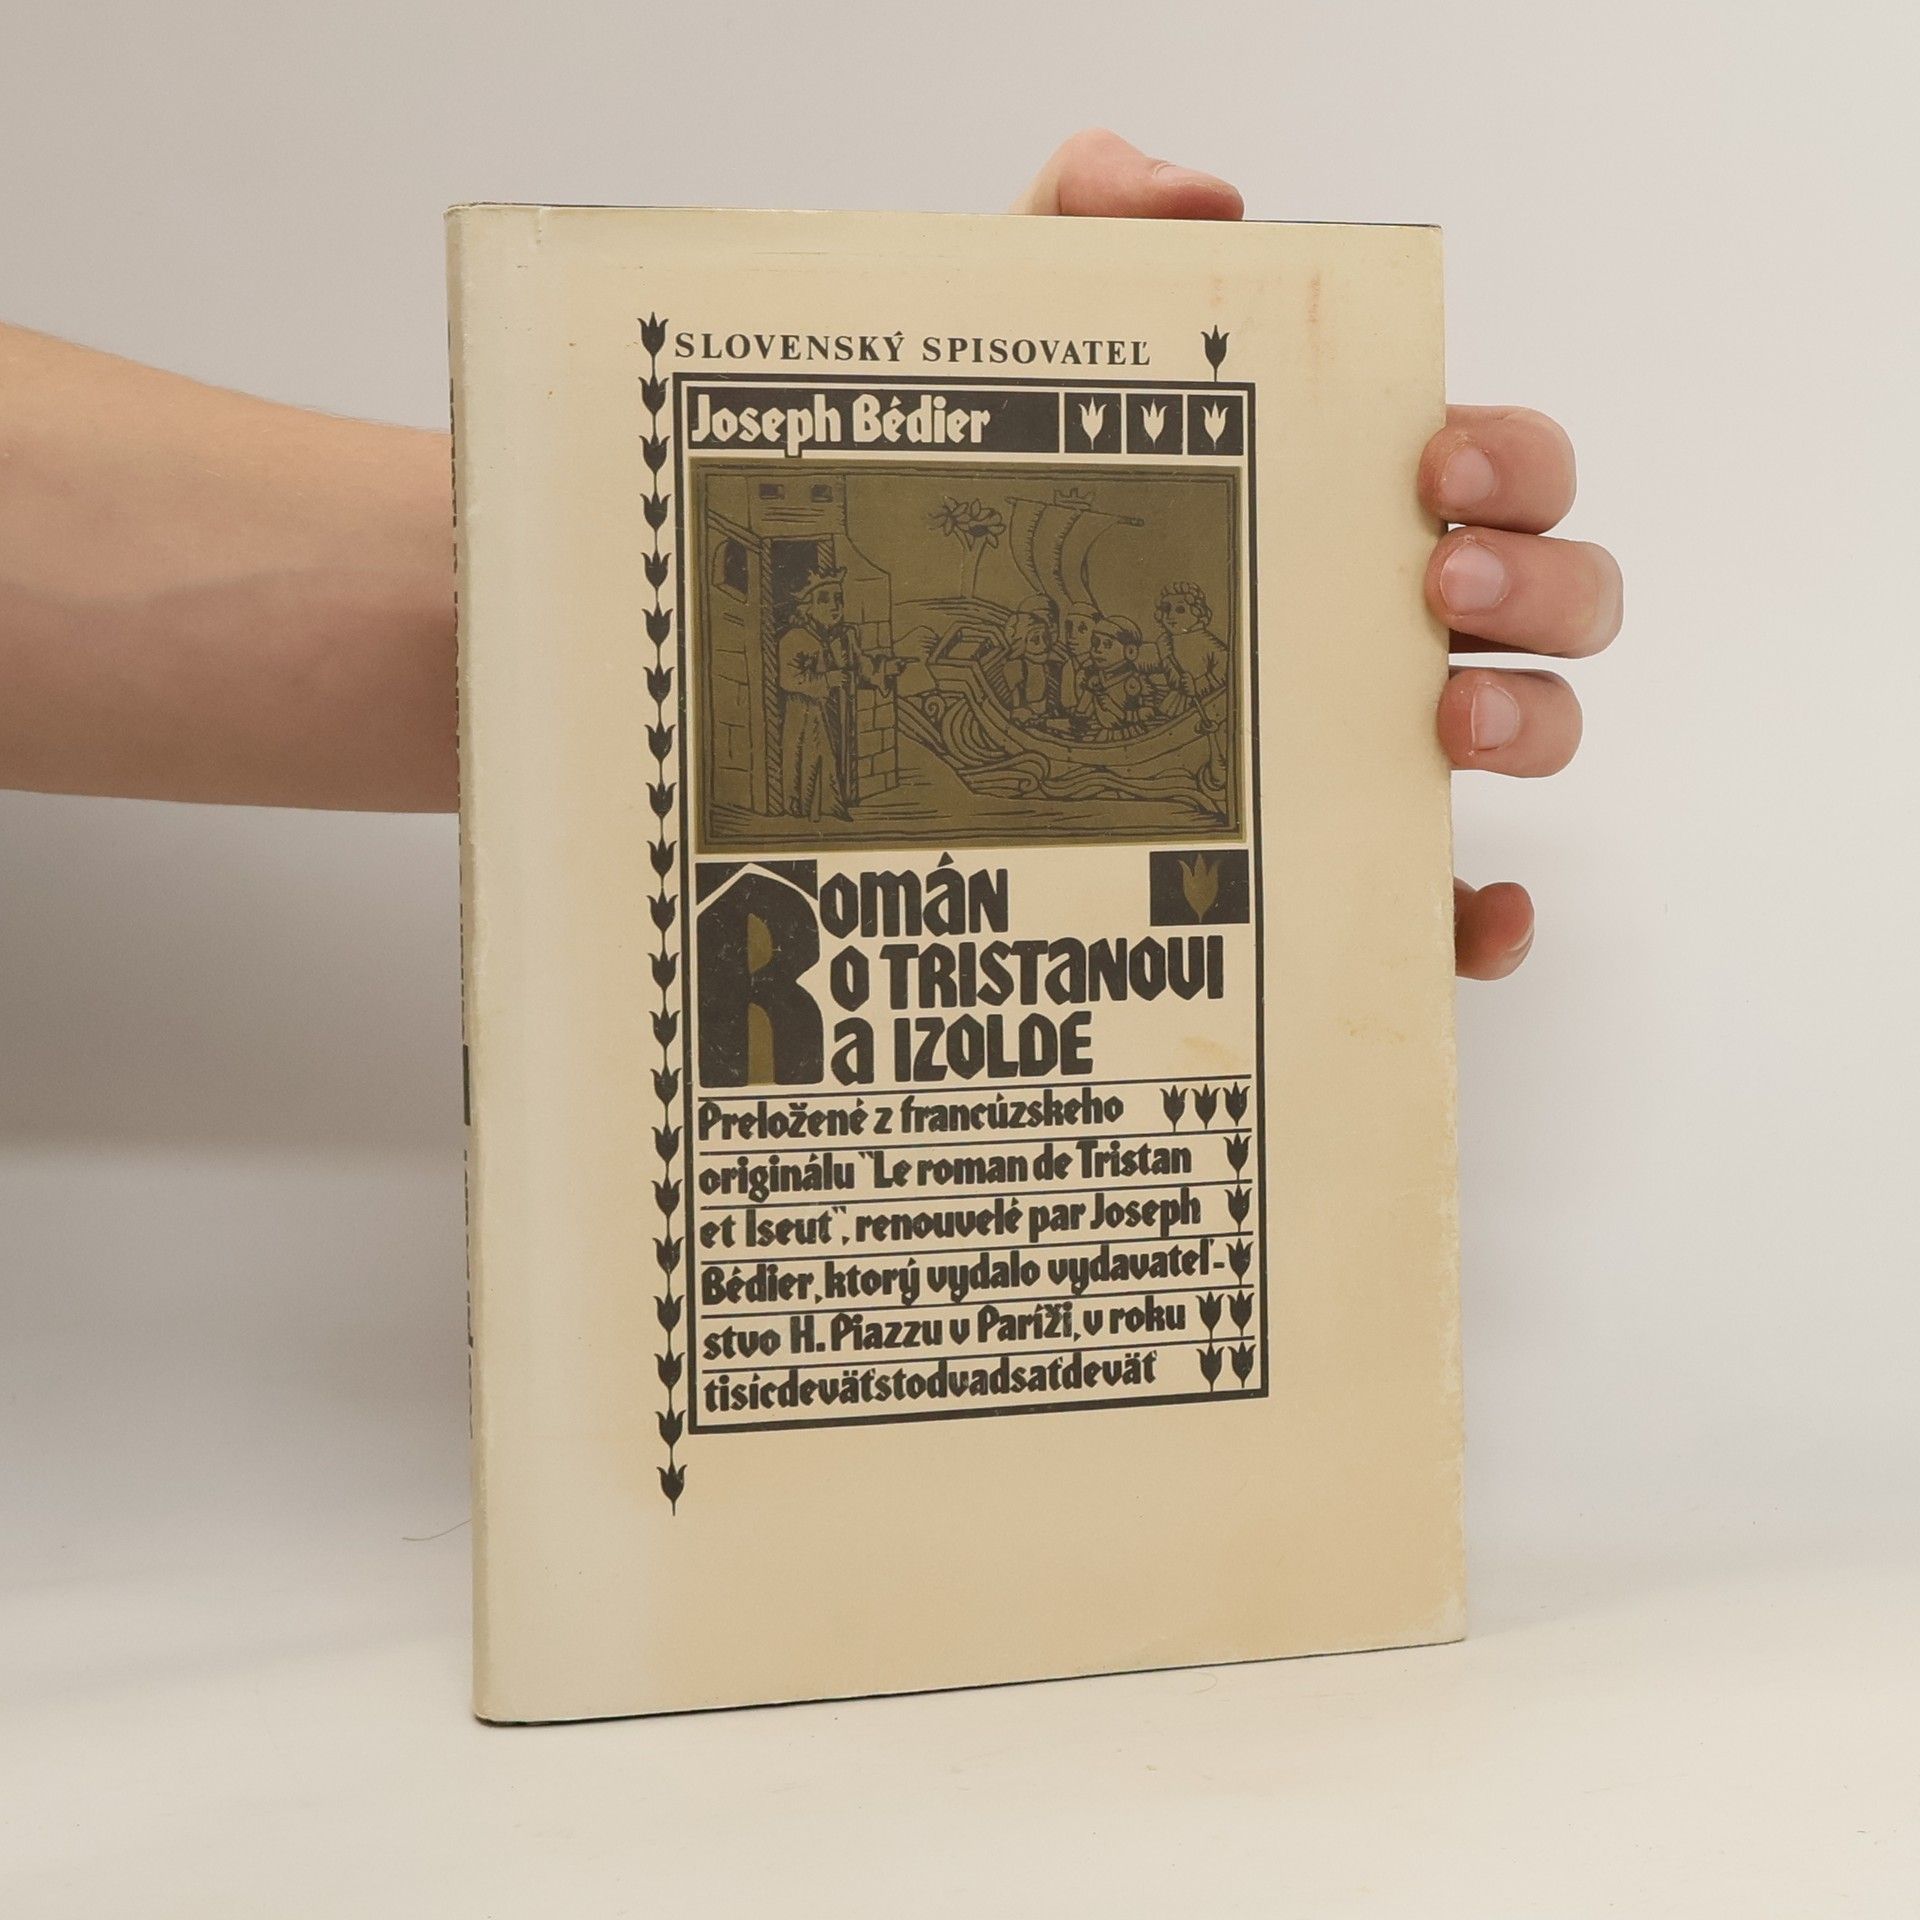 SLOVENSKÝ SPISOVATEĽ
Joseph Bédier
Román
o Tristanovi
a Izolde
Preložené z francúzskeho
originálu "Le roman de Tristan
et Iseut", renouvelé par Joseph
Bédier, ktorý vydalo vydavateľ-
stvo H. Piazzu v Paríži, v roku
tisícdeväťstodvadsaťdeväť